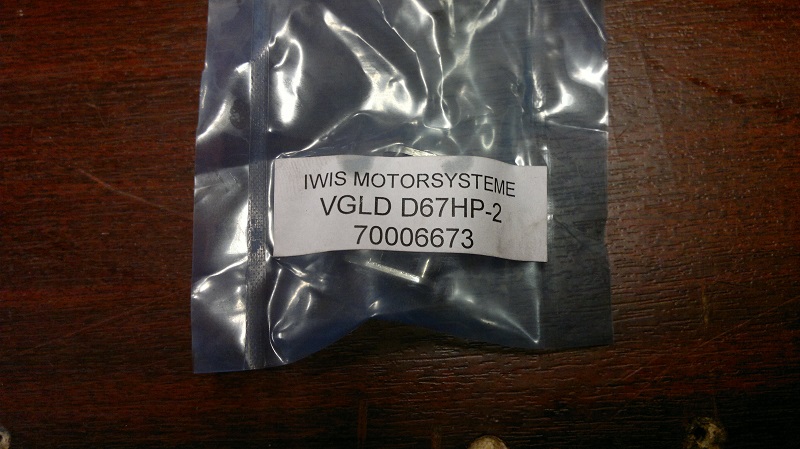 IWIS MOTORSYSTEME
VGLD D67HP-2
70006673